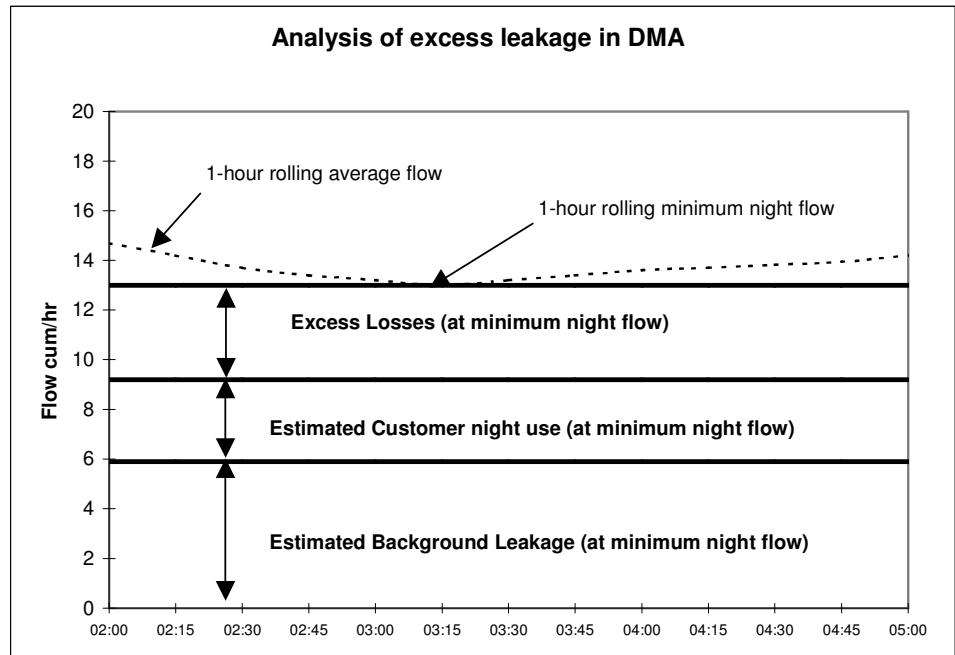 Analysis of excess leakage in DMA
Flow cum/hr
20
18
16
14
12
10
8
6
4
2
0
1-hour rolling average flow
1-hour rolling minimum night flow
Excess Losses (at minimum night flow)
Estimated Customer night use (at minimum night flow)
Estimated Background Leakage (at minimum night flow)
02:00 02:15 02:30 02:45 03:00 03:15 03:30 03:45 04:00 04:15 04:30 04:45 05:00